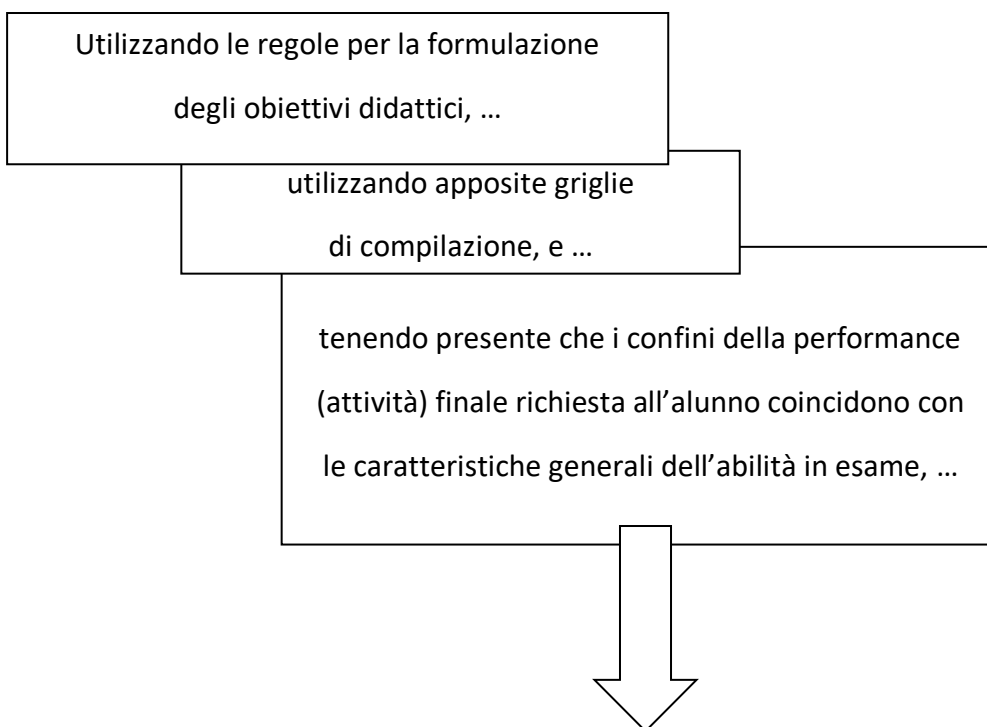 Utilizzando le regole per la formulazione
degli obiettivi didattici, …
utilizzando apposite griglie
di compilazione, e …
tenendo presente che i confini della performance
(attività) finale richiesta all’alunno coincidono con
le caratteristiche generali dell’abilità in esame, …